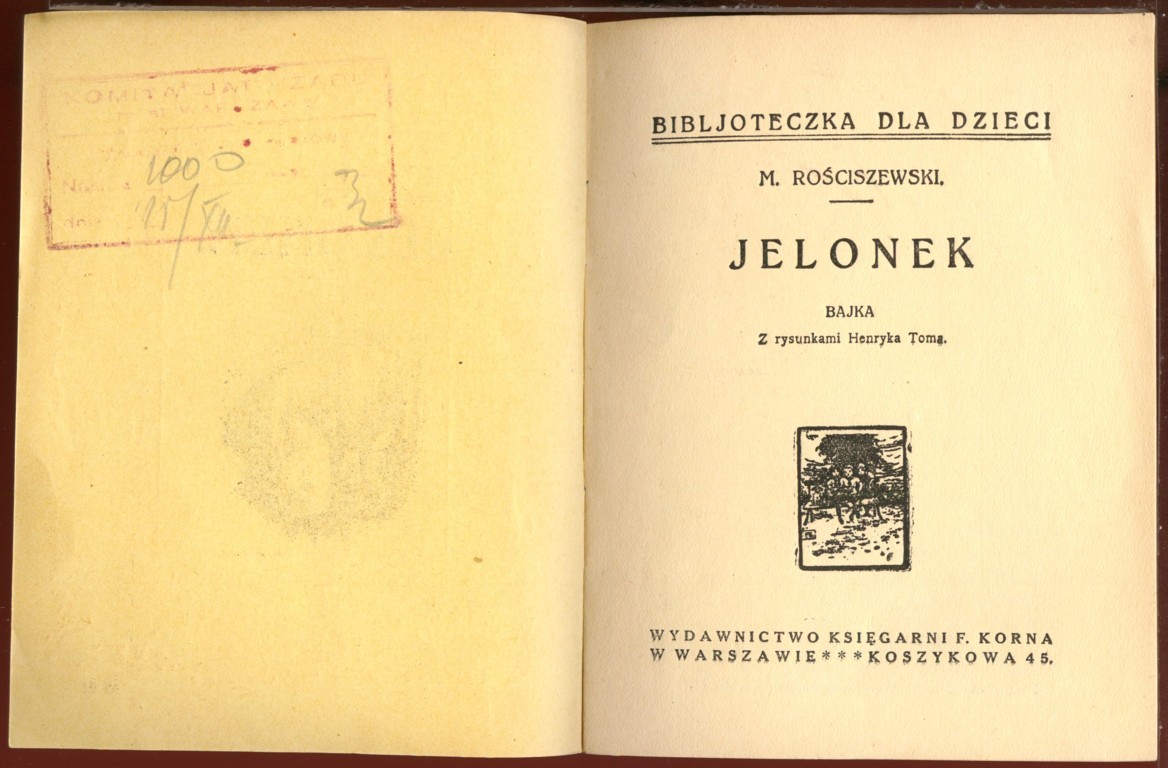 1000
BIBLJOTECZKA DLA DZIECI
M. ROŚCISZEWSKI.
JELONEK
BAJKA
Z rysunkami Henryka Toma.
WYDAWNICTWO KSIĘGARNI F. KORNA
W WARSZAWIE***KOSZYKOWA 45.